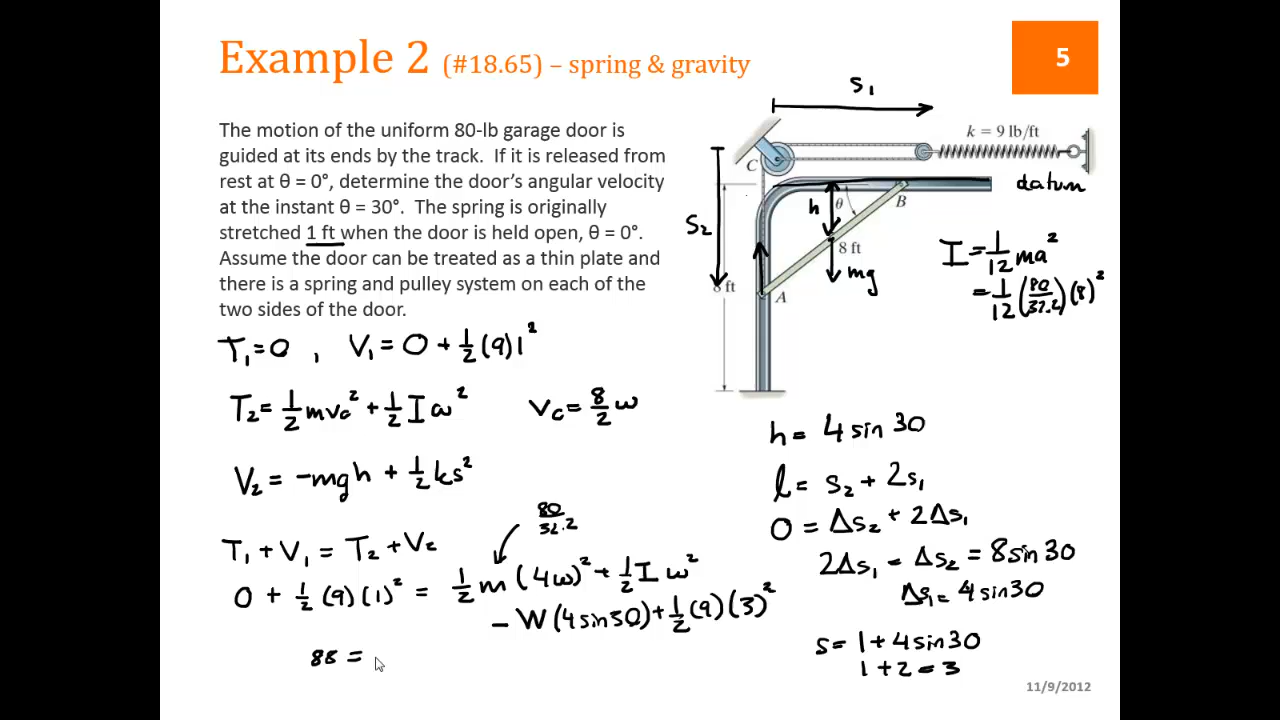 Example 2 (#18.65) – spring & gravity
5
The motion of the uniform 80-lb garage door is
guided at its ends by the track. If it is released from
rest at θ = 0°, determine the door's angular velocity
at the instant θ = 30°. The spring is originally
stretched 1 ft when the door is held open, θ = 0°.
Assume the door can be treated as a thin plate and
there is a spring and pulley system on each of the
two sides of the door.
S₁
k = 9 lb/ft
C
datum
h
θ
B
S₂
8 ft
8 ft
mg
A
I = 1/12 ma²
= 1/12 (80/32.2)(8)²
T₁ = 0 , V₁ = 0 + 1/2 (9) 1²
T₂ = 1/2 mvc² + 1/2 I ω²
Vc = 8/2 ω
V₂ = -mgh + 1/2 ks²
80/32.2
T₁ + V₁ = T₂ + V₂
0 + 1/2 (9)(1)² = 1/2 m (4ω)² + 1/2 I ω²
- W (4 sin 30) + 1/2 (9)(3)²
88 =
h = 4 sin 30
l = S₂ + 2S₁
0 = ΔS₂ + 2ΔS₁
2ΔS₁ = ΔS₂ = 8 sin 30
ΔS₁ = 4 sin 30
S = 1 + 4 sin 30
1 + 2 = 3
11/9/2012